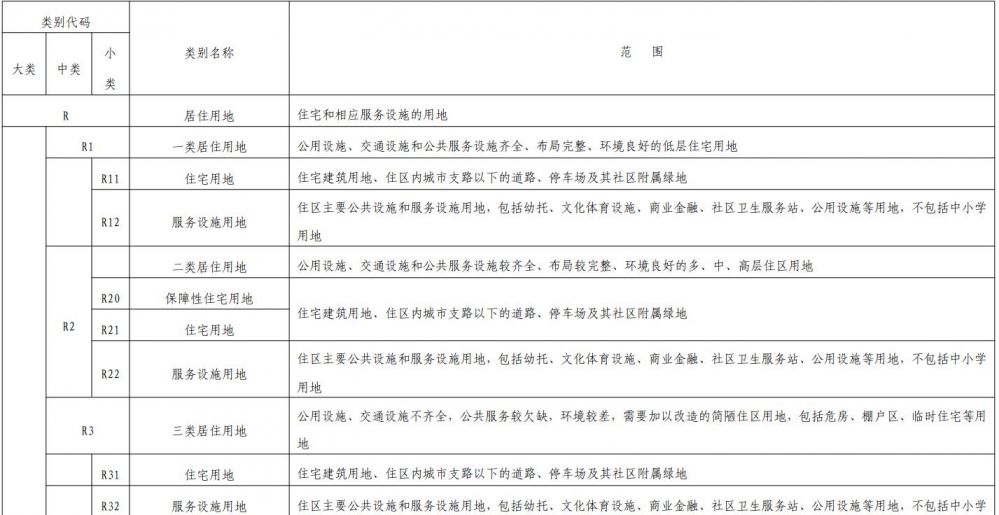 类别代码
类别名称
范 围
大类
中类
小
类
R
居住用地
住宅和相应服务设施的用地
R1
一类居住用地
公用设施、交通设施和公共服务设施齐全、布局完整、环境良好的低层住宅用地
R11
住宅用地
住宅建筑用地、住区内城市支路以下的道路、停车场及其社区附属绿地
R12
服务设施用地
住区主要公共设施和服务设施用地，包括幼托、文化体育设施、商业金融、社区卫生服务站、公用设施等用地，不包括中小学
用地
R2
二类居住用地
公用设施、交通设施和公共服务设施较齐全、布局较完整、环境良好的多、中、高层住区用地
R20
保障性住宅用地
住宅建筑用地、住区内城市支路以下的道路、停车场及其社区附属绿地
R21
住宅用地
R22
服务设施用地
住区主要公共设施和服务设施用地，包括幼托、文化体育设施、商业金融、社区卫生服务站、公用设施等用地，不包括中小学
用地
R3
三类居住用地
公用设施、交通设施不齐全，公共服务较欠缺，环境较差，需要加以改造的简陋住区用地，包括危房、棚户区、临时住宅等用
地
R31
住宅用地
住宅建筑用地、住区内城市支路以下的道路、停车场及其社区附属绿地
R32
服务设施用地
住区主要公共设施和服务设施用地，包括幼托、文化体育设施、商业金融、社区卫生服务站、公用设施等用地，不包括中小学